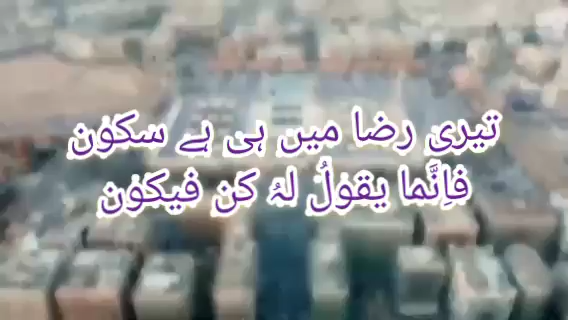 تیری رضا میں ہی ہے سکون
فَاِنَّما یقولُ لہُ کن فیکون